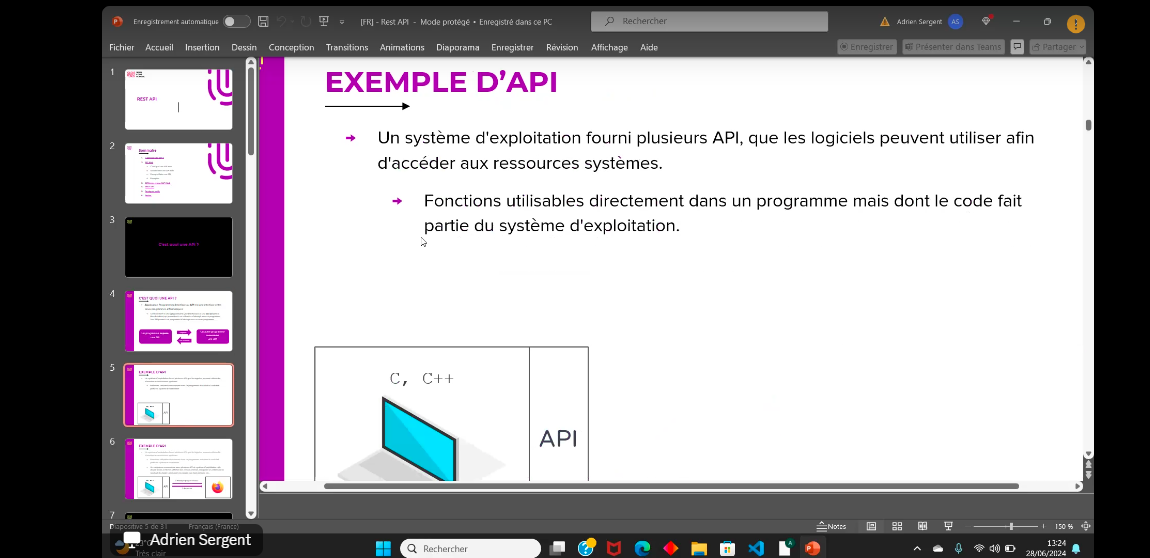 Enregistrement automatique
[FR] - Rest API - Mode protégé • Enregistré dans ce PC
Rechercher
Adrien Sergent
AS
Fichier Accueil Insertion Dessin Conception Transitions Animations Diaporama Enregistrer Révision Affichage Aide
Enregistrer
Présenter dans Teams
Partager
1
REST API
2
3
4
C'EST QUOI UNE API ?
5
EXEMPLE D'API
6
EXEMPLE D'API
7
EXEMPLE D'API
Un système d'exploitation fourni plusieurs API, que les logiciels peuvent utiliser afin
d'accéder aux ressources systèmes.
Fonctions utilisables directement dans un programme mais dont le code fait
partie du système d'exploitation.
C, C++
API
Diapositive 5 de 31
Français (France)
Notes
150 %
Adrien Sergent
Très clair
Rechercher
13:24
28/06/2024